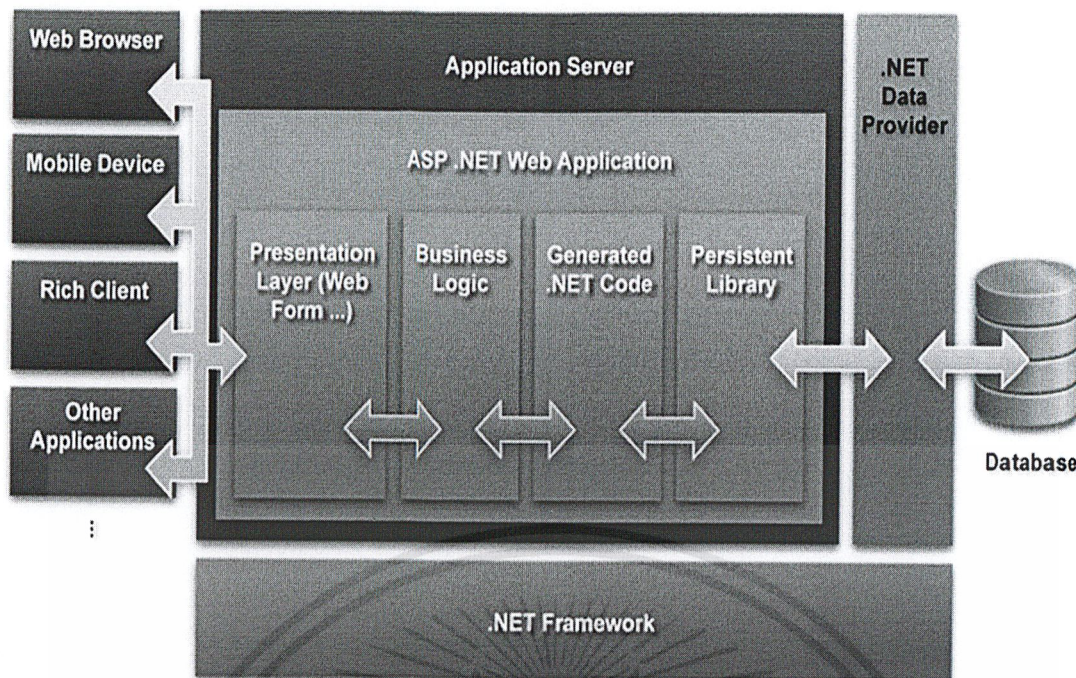 Web Browser
Mobile Device
Rich Client
Other
Applications
Application Server
ASP .NET Web Application
Presentation
Layer (Web
Form ...)
Business
Logic
Generated
.NET Code
Persistent
Library
.NET
Data
Provider
Database
.NET Framework